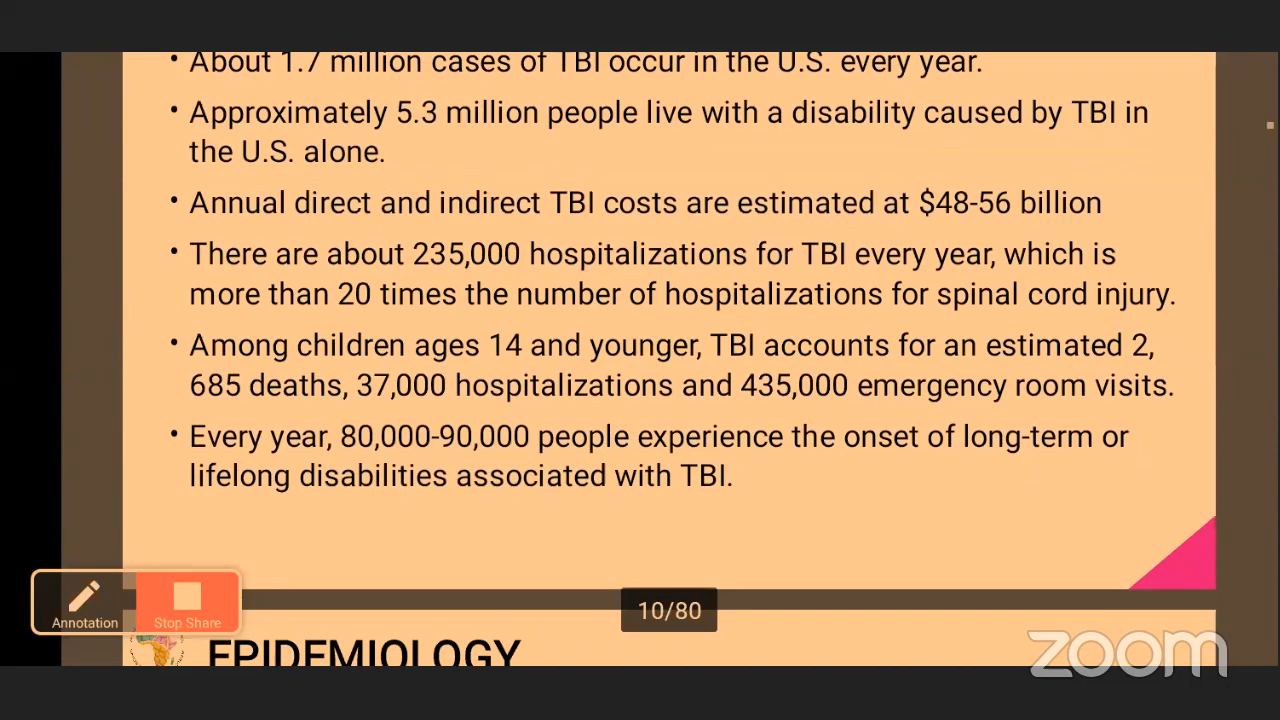 • About 1.7 million cases of TBI occur in the U.S. every year.
• Approximately 5.3 million people live with a disability caused by TBI in
the U.S. alone.
• Annual direct and indirect TBI costs are estimated at $48-56 billion
• There are about 235,000 hospitalizations for TBI every year, which is
more than 20 times the number of hospitalizations for spinal cord injury.
• Among children ages 14 and younger, TBI accounts for an estimated 2,
685 deaths, 37,000 hospitalizations and 435,000 emergency room visits.
• Every year, 80,000-90,000 people experience the onset of long-term or
lifelong disabilities associated with TBI.
Annotation
Stop Share
10/80
EPIDEMIOLOGY
zoom